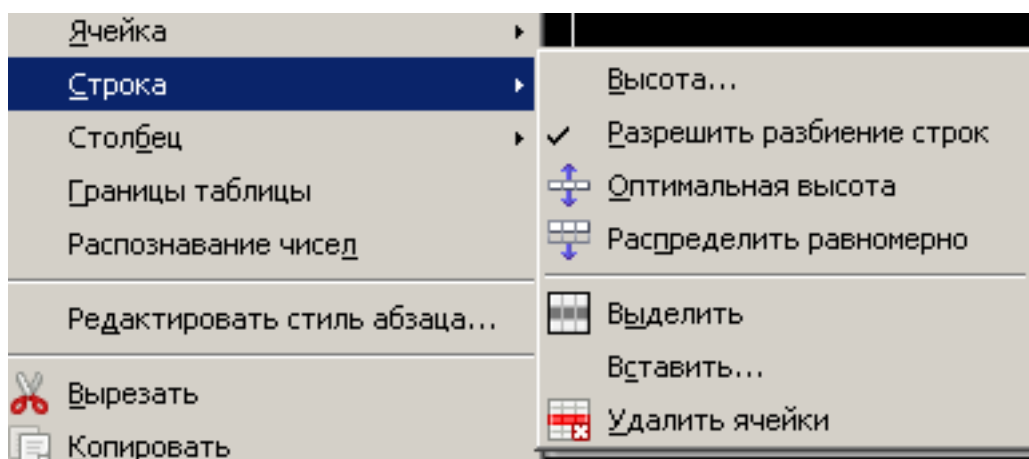 Ячейка
Строка
Столбец
Границы таблицы
Распознавание чисел
Редактировать стиль абзаца...
Вырезать
Копировать
Высота...
Разрешить разбиение строк
Оптимальная высота
Распределить равномерно
Выделить
Вставить...
Удалить ячейки